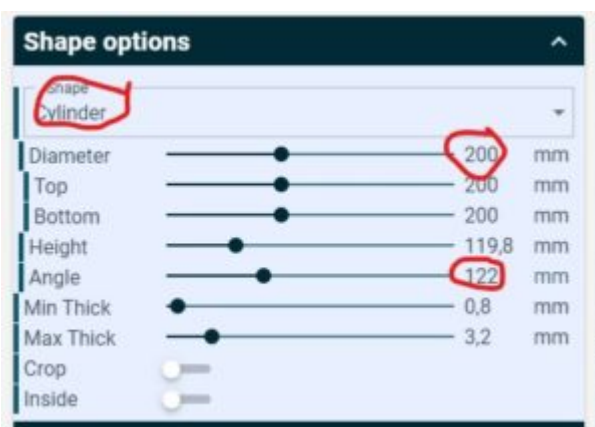 Shape options
Shape
Cylinder
Diameter 200 mm
Top 200 mm
Bottom 200 mm
Height 119,8 mm
Angle 122 mm
Min Thick 0,8 mm
Max Thick 3,2 mm
Crop
Inside